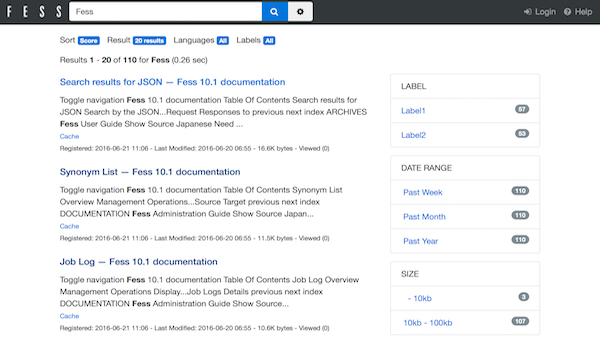 FESS Fess Login Help
Sort Score Result 20 results Languages All Labels All
Results 1 - 20 of 110 for Fess (0.26 sec)
Search results for JSON — Fess 10.1 documentation
Toggle navigation Fess 10.1 documentation Table Of Contents Search results for
JSON Search by the JSON...Request Responses to previous next index ARCHIVES
Fess User Guide Show Source Japanese Need ...
Cache
Registered: 2016-06-21 11:06 - Last Modified: 2016-06-20 06:55 - 16.6K bytes - Viewed (0)
Synonym List — Fess 10.1 documentation
Toggle navigation Fess 10.1 documentation Table Of Contents Synonym List
Overview Management Operations...Source Target previous next index
DOCUMENTATION Fess Administration Guide Show Source Japan...
Cache
Registered: 2016-06-21 11:06 - Last Modified: 2016-06-20 06:55 - 11.5K bytes - Viewed (0)
Job Log — Fess 10.1 documentation
Toggle navigation Fess 10.1 documentation Table Of Contents Job Log Overview
Management Operations Display...Job Logs Details previous next index
DOCUMENTATION Fess Administration Guide Show Source...
Cache
Registered: 2016-06-21 11:06 - Last Modified: 2016-06-20 06:55 - 10.6K bytes - Viewed (0)
LABEL
Label1 57
Label2 53
DATE RANGE
Past Week 110
Past Month 110
Past Year 110
SIZE
- 10kb 3
10kb - 100kb 107